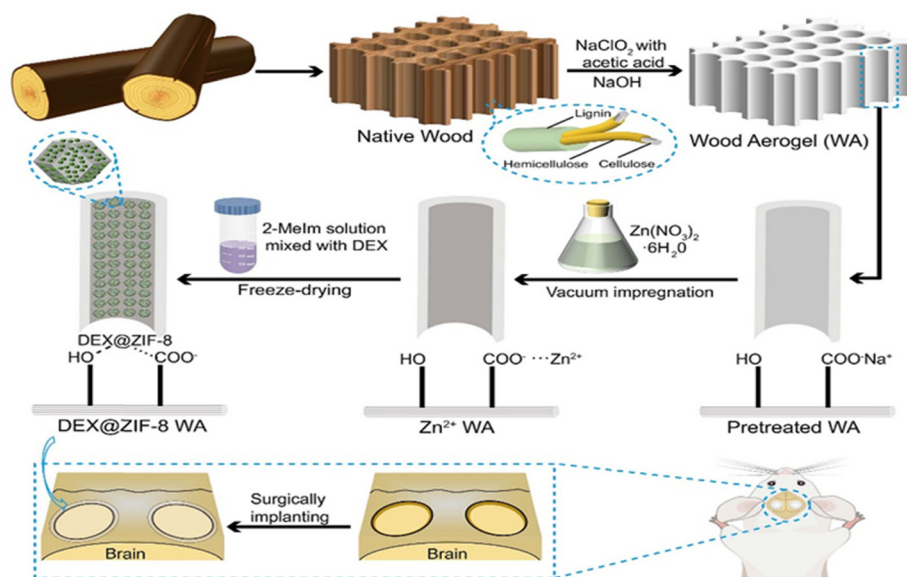 NaClO₂ with
acetic acid
NaOH
Native Wood
Lignin
Hemicellulose
Cellulose
Wood Aerogel (WA)
2-MeIm solution
mixed with DEX
Freeze-drying
Zn(NO₃)₂
·6H₂0
Vacuum impregnation
DEX@ZIF-8
HO
COO⁻
DEX@ZIF-8 WA
HO
COO⁻ ···Zn²⁺
Zn²⁺ WA
HO
COO⁻Na⁺
Pretreated WA
Surgically
implanting
Brain
Brain